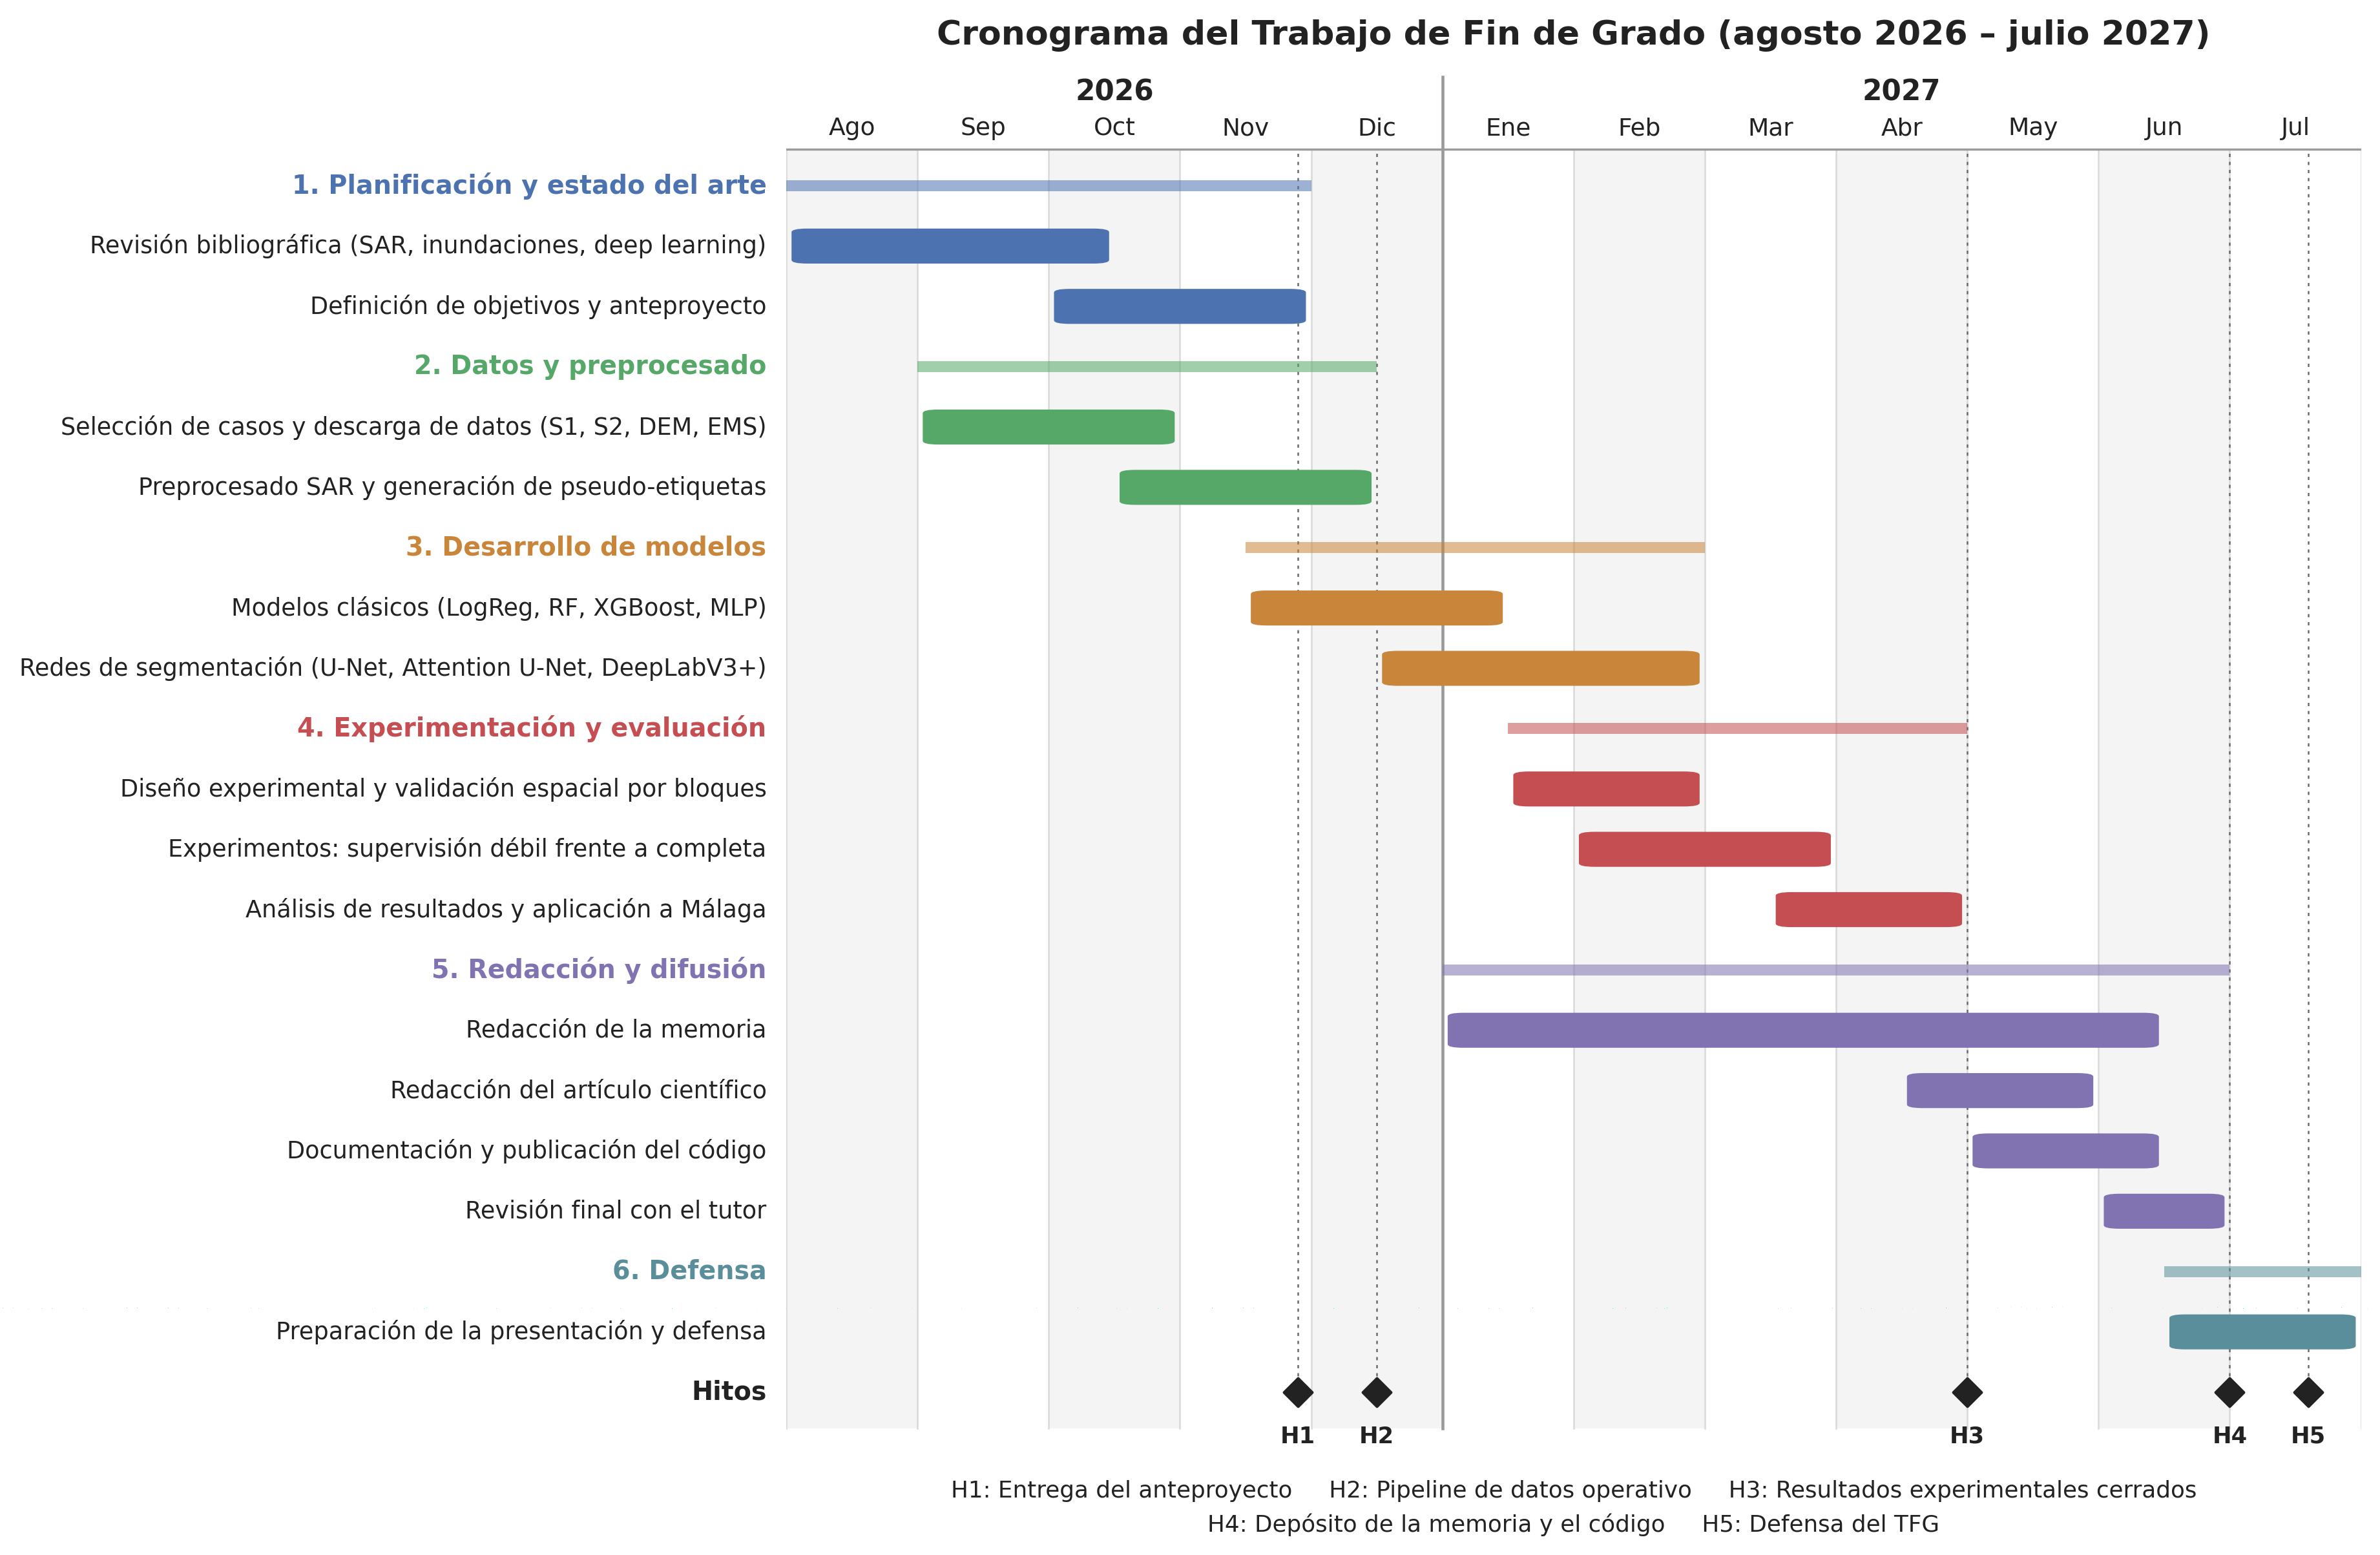 Cronograma del Trabajo de Fin de Grado (agosto 2026 – julio 2027)
2026 2027
Ago Sep Oct Nov Dic Ene Feb Mar Abr May Jun Jul
1. Planificación y estado del arte
Revisión bibliográfica (SAR, inundaciones, deep learning)
Definición de objetivos y anteproyecto
2. Datos y preprocesado
Selección de casos y descarga de datos (S1, S2, DEM, EMS)
Preprocesado SAR y generación de pseudo-etiquetas
3. Desarrollo de modelos
Modelos clásicos (LogReg, RF, XGBoost, MLP)
Redes de segmentación (U-Net, Attention U-Net, DeepLabV3+)
4. Experimentación y evaluación
Diseño experimental y validación espacial por bloques
Experimentos: supervisión débil frente a completa
Análisis de resultados y aplicación a Málaga
5. Redacción y difusión
Redacción de la memoria
Redacción del artículo científico
Documentación y publicación del código
Revisión final con el tutor
6. Defensa
Preparación de la presentación y defensa
Hitos
H1 H2 H3 H4 H5
H1: Entrega del anteproyecto H2: Pipeline de datos operativo H3: Resultados experimentales cerrados
H4: Depósito de la memoria y el código H5: Defensa del TFG